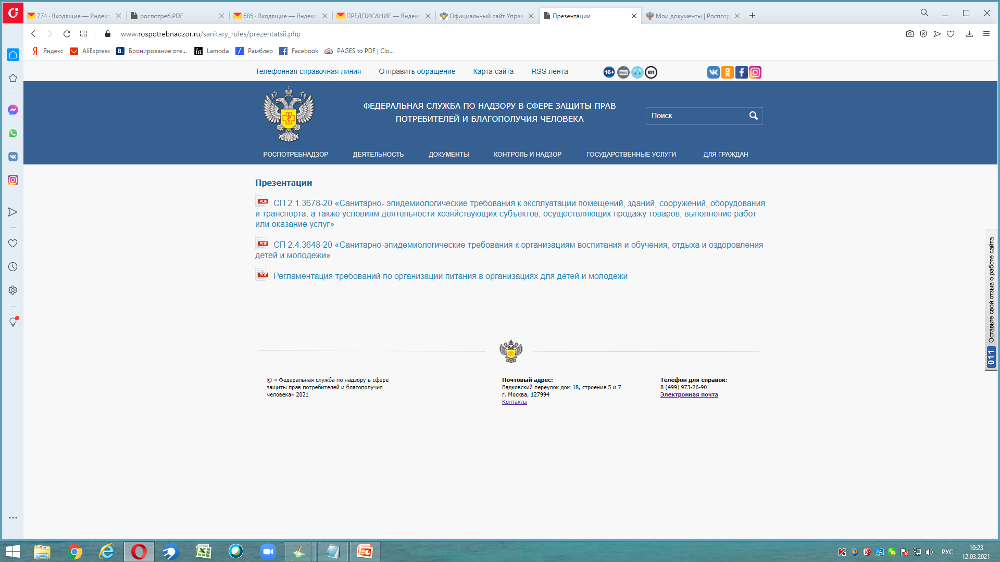 774 · Входящие — Яндекс
роспотреб.PDF
685 · Входящие — Яндекс
ПРЕДПИСАНИЕ — Яндекс
Официальный сайт Управ
Презентации
Мои документы | Роспотр
www.rospotrebnadzor.ru/sanitary_rules/prezentatsii.php
Яндекс
AliExpress
B.
Бронирование оте...
la
Lamoda
Рамблер
Facebook
PAGES to PDF | Clo...
Телефонная справочная линия
Отправить обращение
Карта сайта
RSS лента
16+
en
ФЕДЕРАЛЬНАЯ СЛУЖБА ПО НАДЗОРУ В СФЕРЕ ЗАЩИТЫ ПРАВ
ПОТРЕБИТЕЛЕЙ И БЛАГОПОЛУЧИЯ ЧЕЛОВЕКА
Поиск
РОСПОТРЕБНАДЗОР
ДЕЯТЕЛЬНОСТЬ
ДОКУМЕНТЫ
КОНТРОЛЬ И НАДЗОР
ГОСУДАРСТВЕННЫЕ УСЛУГИ
ДЛЯ ГРАЖДАН
Презентации
PDF СП 2.1.3678-20 «Санитарно- эпидемиологические требования к эксплуатации помещений, зданий, сооружений, оборудования
и транспорта, а также условиям деятельности хозяйствующих субъектов, осуществляющих продажу товаров, выполнение работ
или оказание услуг»
PDF СП 2.4.3648-20 «Санитарно-эпидемиологические требования к организациям воспитания и обучения, отдыха и оздоровления
детей и молодежи»
PDF Регламентация требований по организации питания в организациях для детей и молодежи
Оставьте свой отзыв о работе сайта
011
© « Федеральная служба по надзору в сфере
защиты прав потребителей и благополучия
человека» 2021
Почтовый адрес:
Вадковский переулок дом 18, строение 5 и 7
г. Москва, 127994
Контакты
Телефон для справок:
8 (499) 973-26-90
Электронная почта
РУС
10:23
12.03.2021